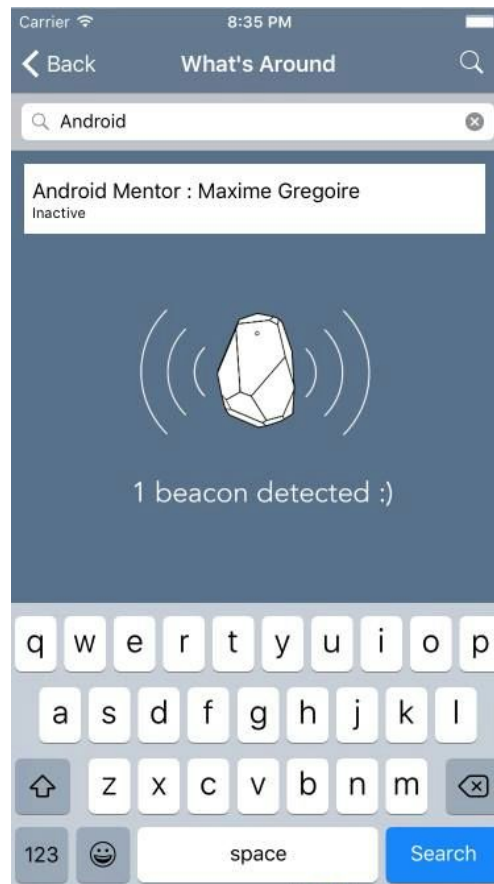 Carrier 8:35 PM
Back What's Around
Android
Android Mentor : Maxime Gregoire
Inactive
1 beacon detected :)
q w e r t y u i o p
a s d f g h j k l
z x c v b n m
123 space Search